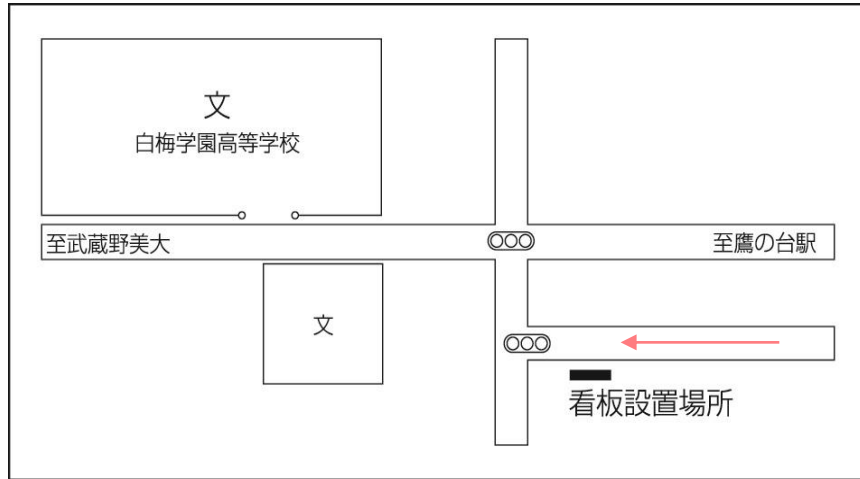 文
白梅学園高等学校
至武蔵野美大
至鷹の台駅
文
看板設置場所